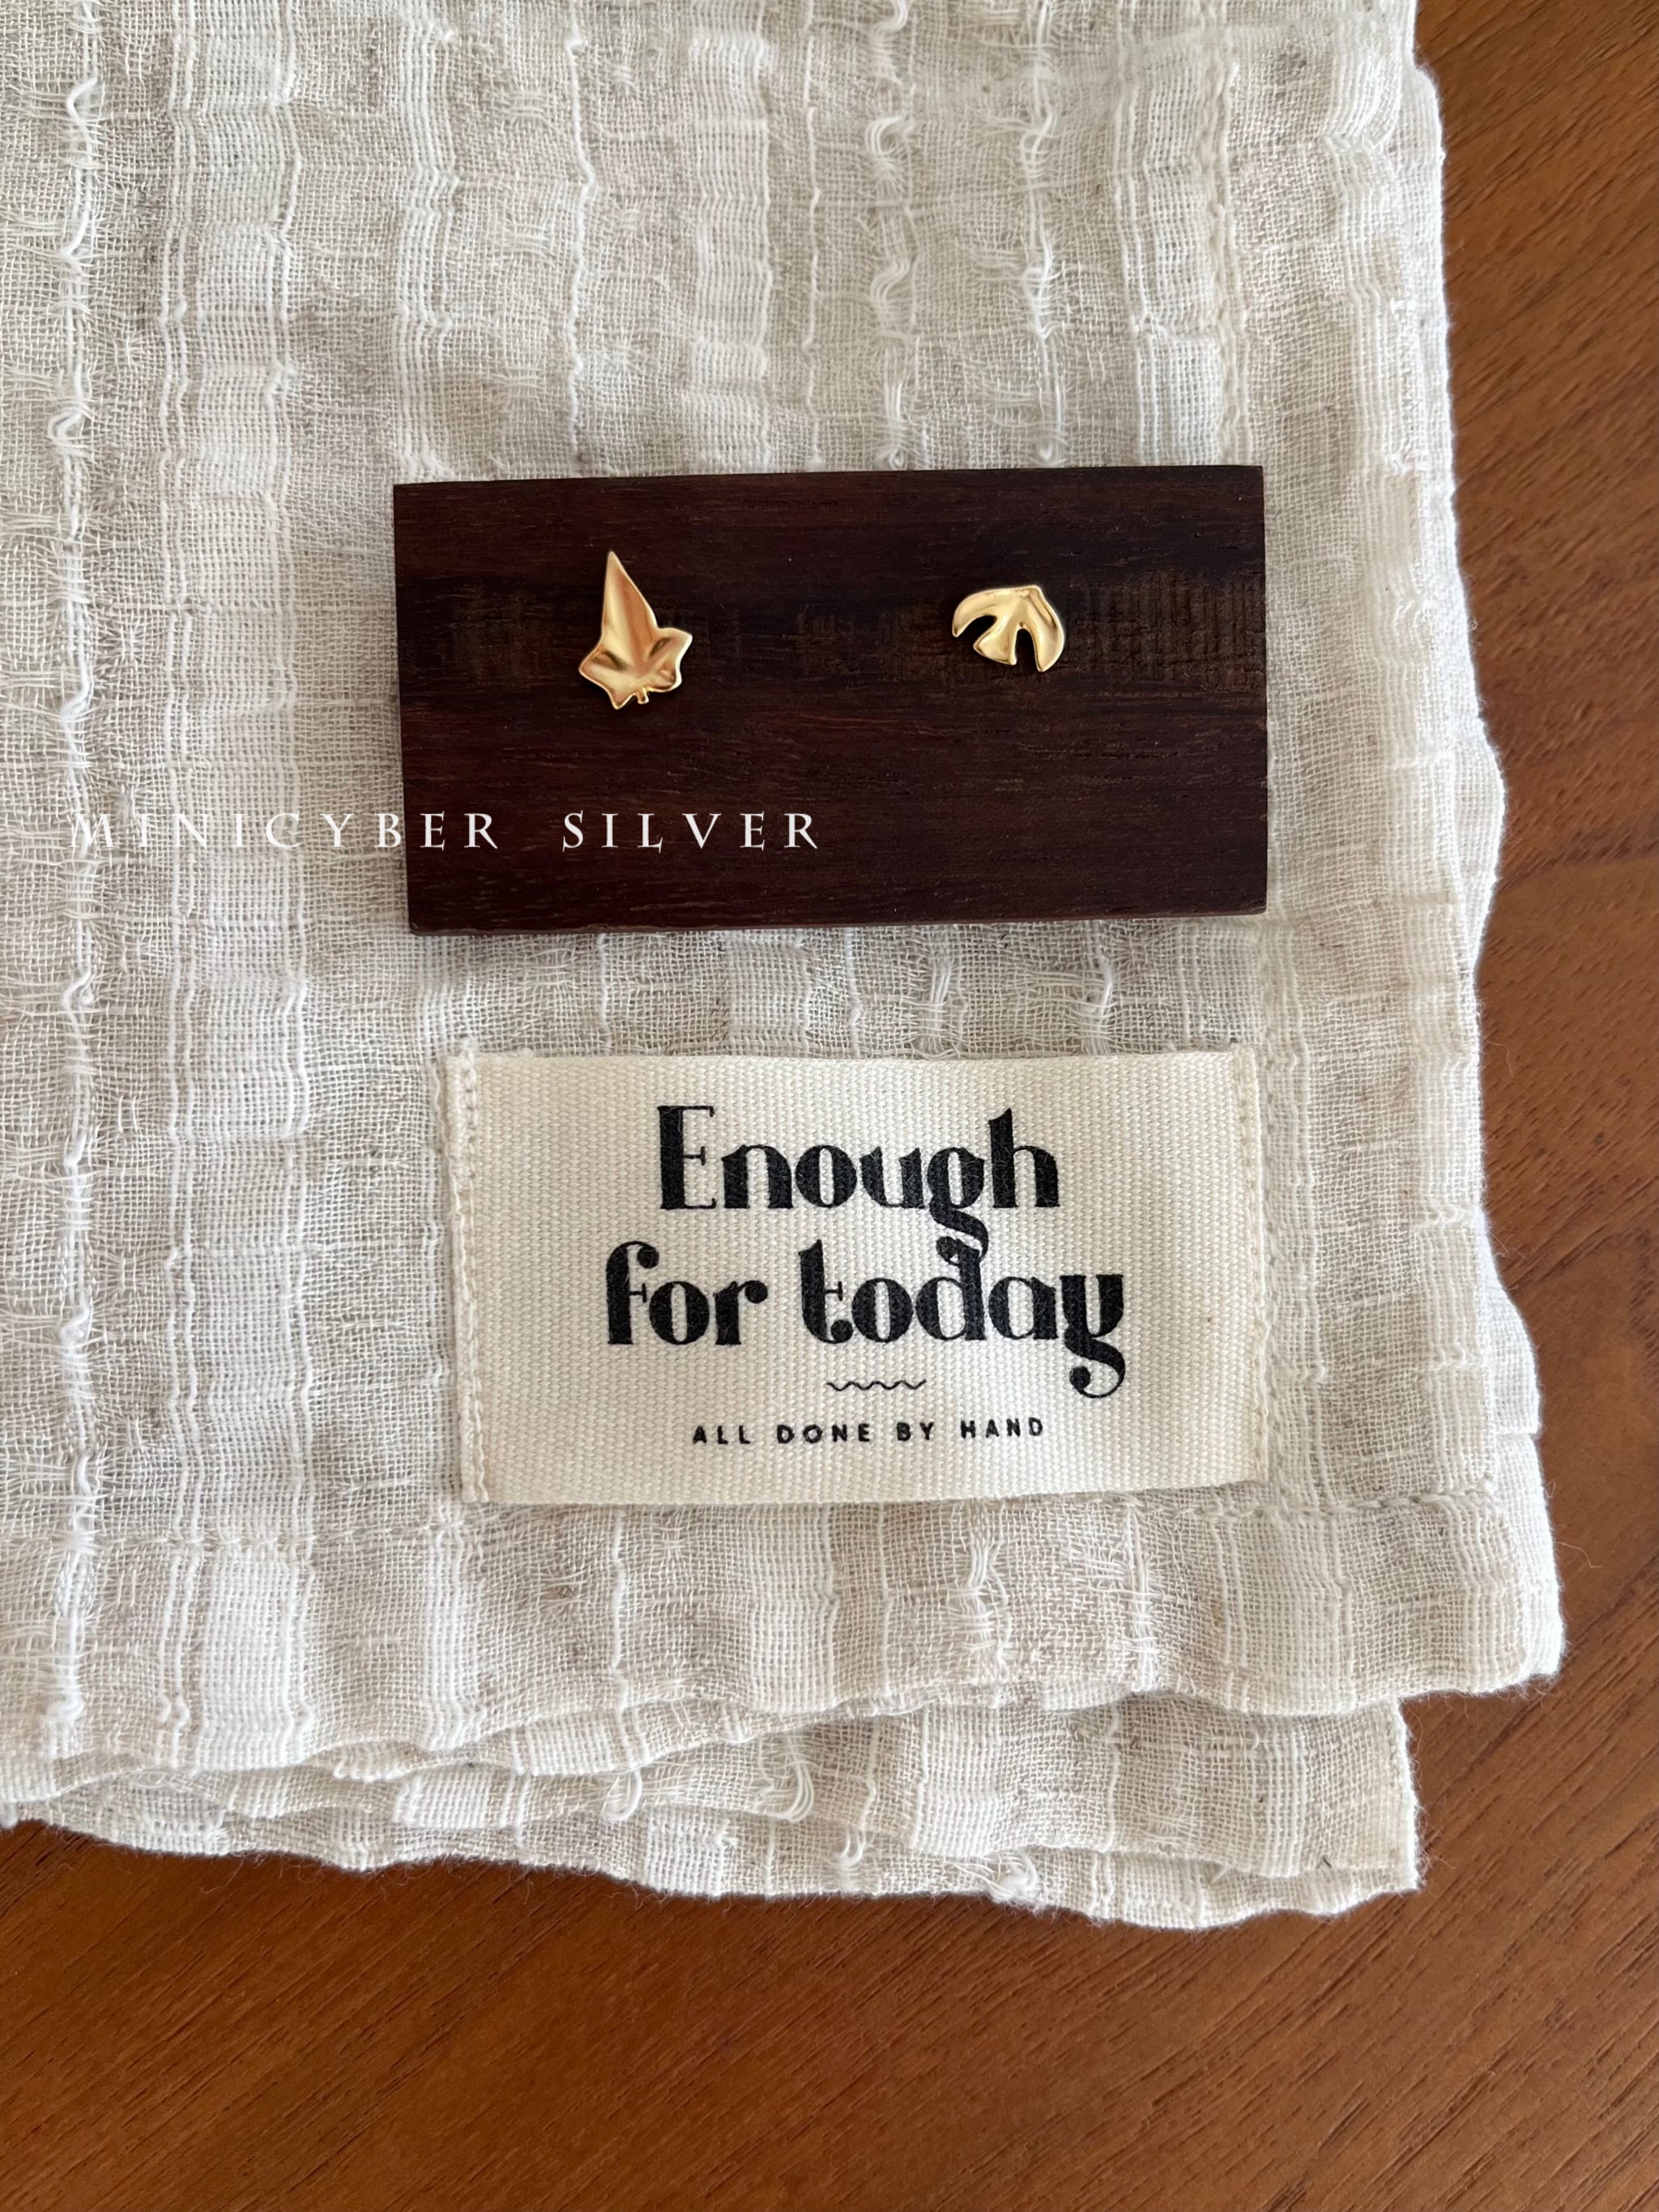 MINICYBER SILVER
Enough
for today
ALL DONE BY HAND